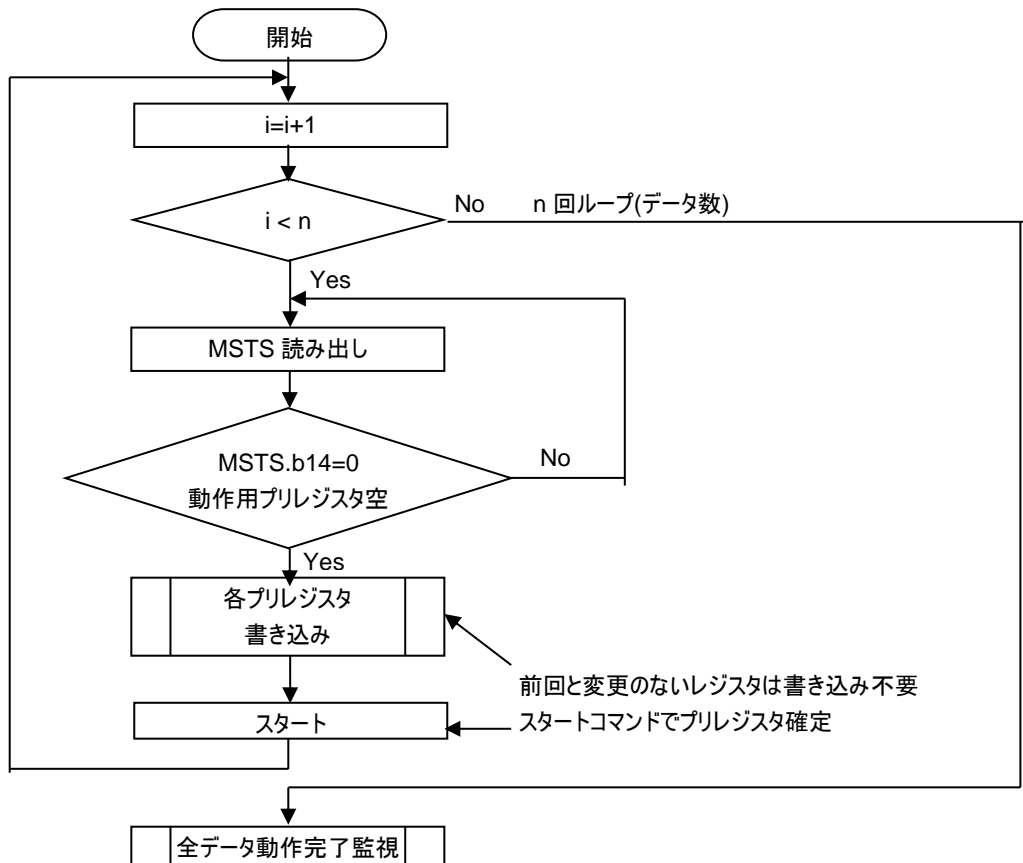 開始
i=i+1
i < n
No
n 回ループ(データ数)
Yes
MSTS 読み出し
MSTS.b14=0
動作用プリレジスタ空
No
Yes
各プリレジスタ
書き込み
前回と変更のないレジスタは書き込み不要
スタート
スタートコマンドでプリレジスタ確定
全データ動作完了監視